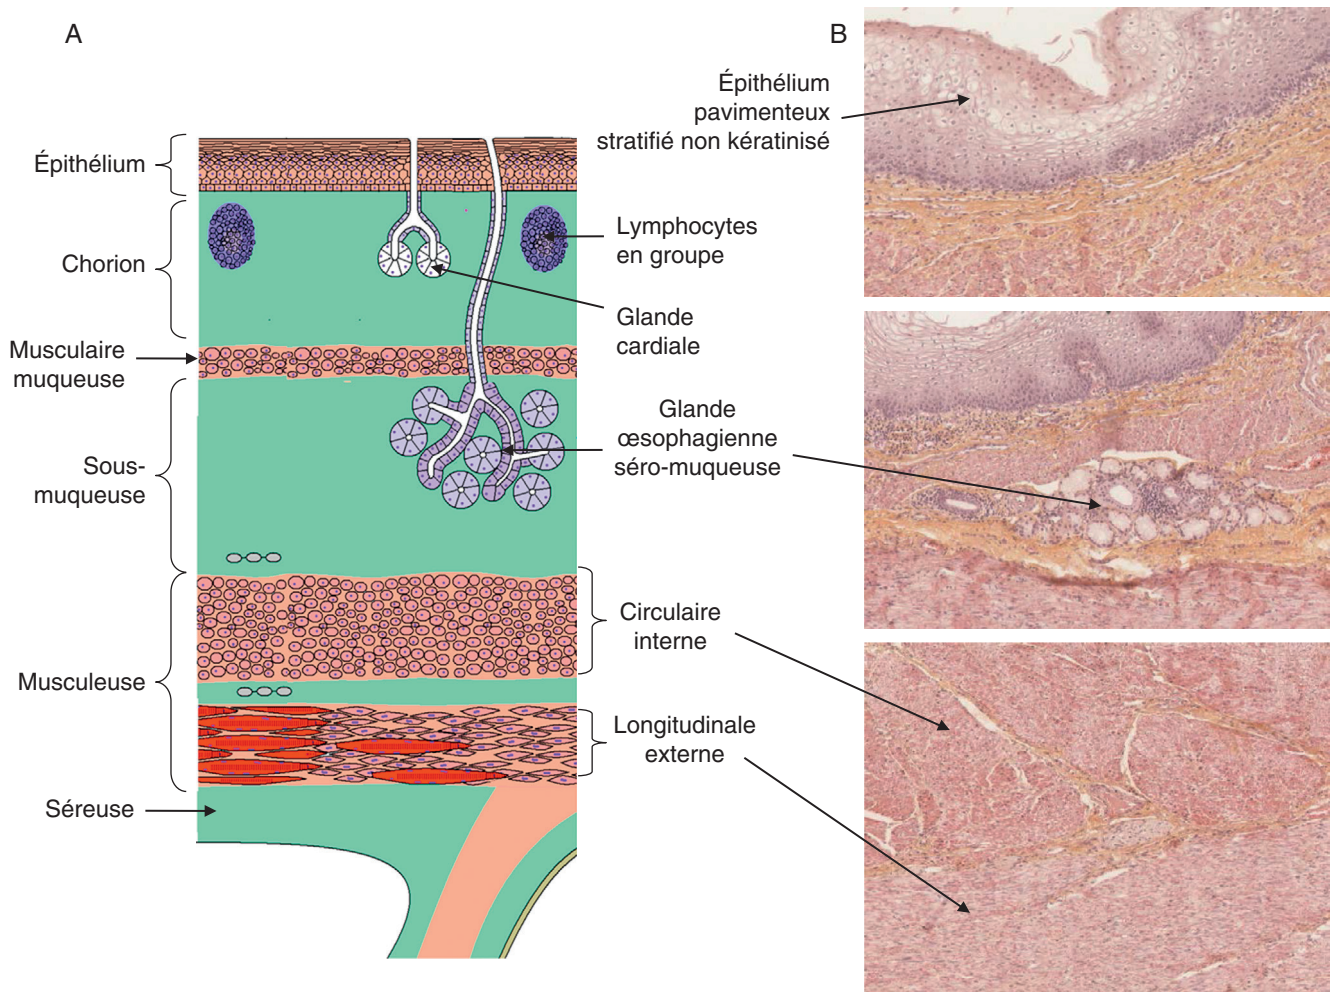 A
B
Épithélium
pavimenteux
stratifié non kératinisé
Épithélium
Lymphocytes
en groupe
Chorion
Glande
cardiale
Musculaire
muqueuse
Glande
œsophagienne
séro-muqueuse
Sous-
muqueuse
Circulaire
interne
Musculeuse
Longitudinale
externe
Séreuse